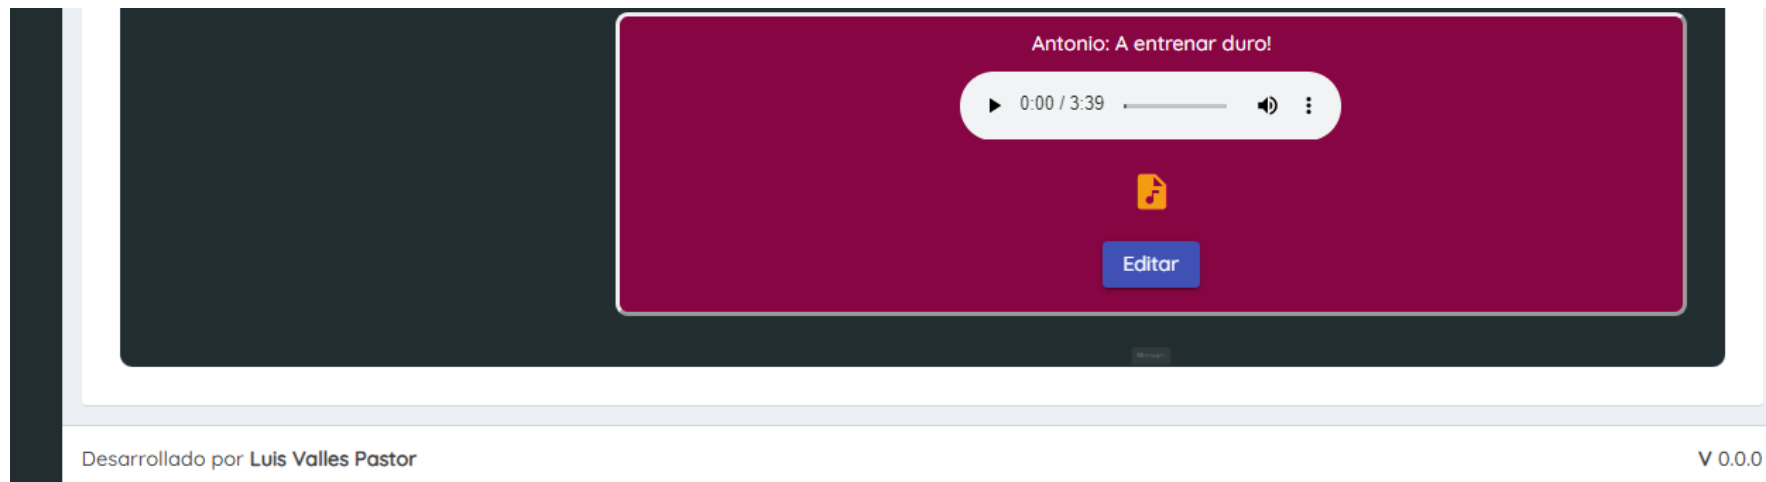 Antonio: A entrenar duro!
0:00 / 3:39
Editar
Desarrollado por Luis Valles Pastor
V 0.0.0